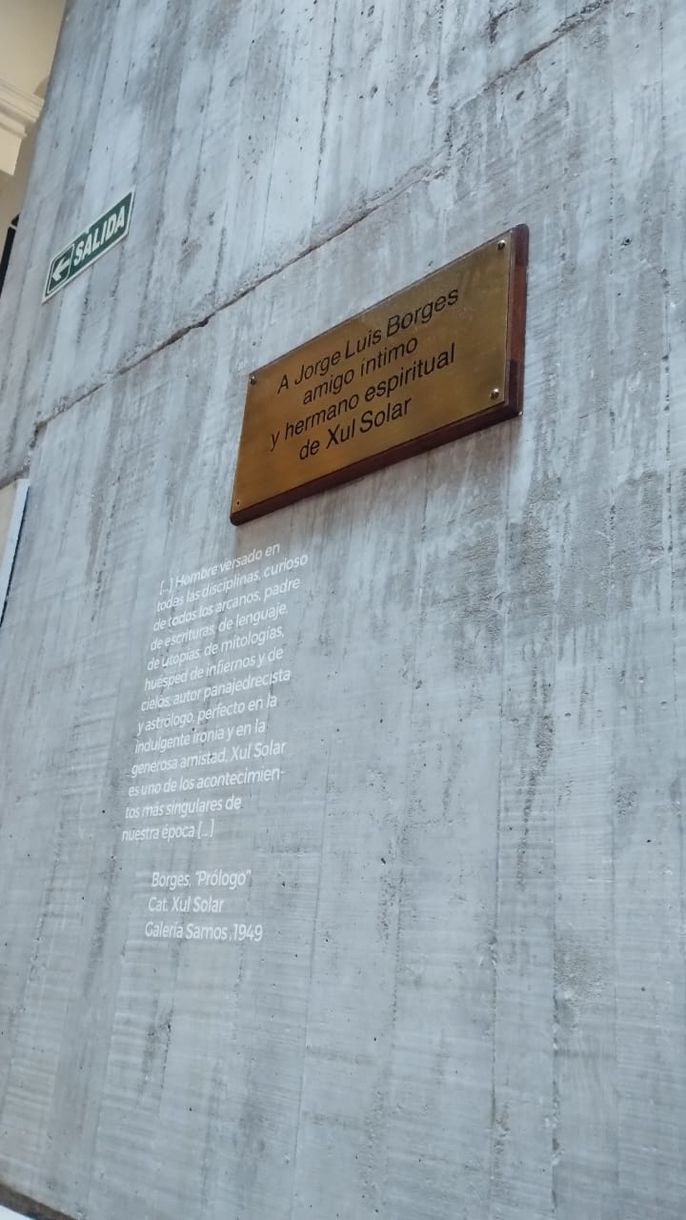 SALIDA
A Jorge Luis Borges
amigo íntimo
y hermano espiritual
de Xul Solar
[...] Hombre versado en
todas las disciplinas, curioso
de todos los arcanos, padre
de escrituras, de lenguaje,
de utopías, de mitologías,
huésped de infiernos y de
cielos, autor panajedrecista
y astrólogo, perfecto en la
indulgente ironía y en la
generosa amistad, Xul Solar
es uno de los acontecimien-
tos más singulares de
nuestra época [...]
Borges, "Prólogo"
Cat. Xul Solar
Galería Samos, 1949